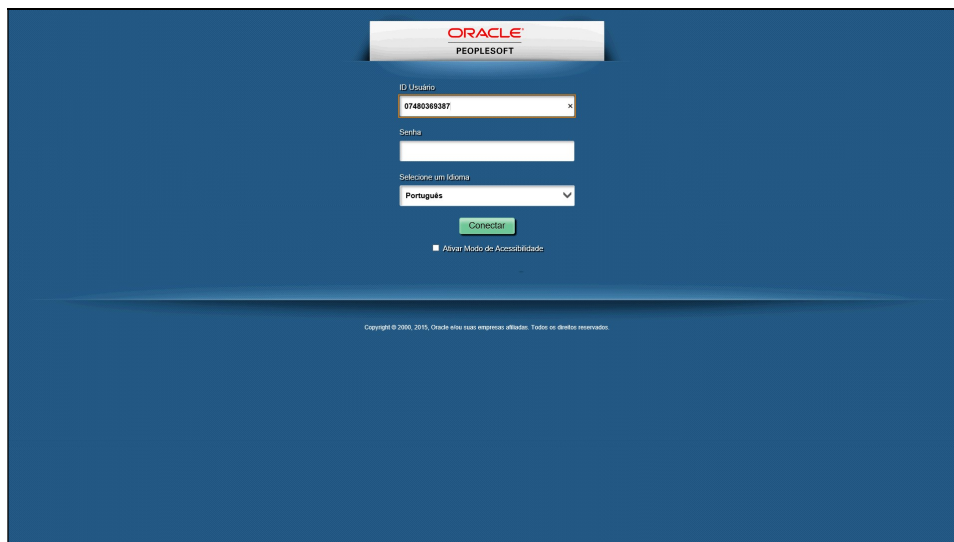 ORACLE®
PEOPLESOFT
ID Usuário
07480369387
Senha
Selecione um Idioma
Português
Conectar
Ativar Modo de Acessibilidade
Copyright © 2000, 2015, Oracle e/ou suas empresas afiliadas. Todos os direitos reservados.